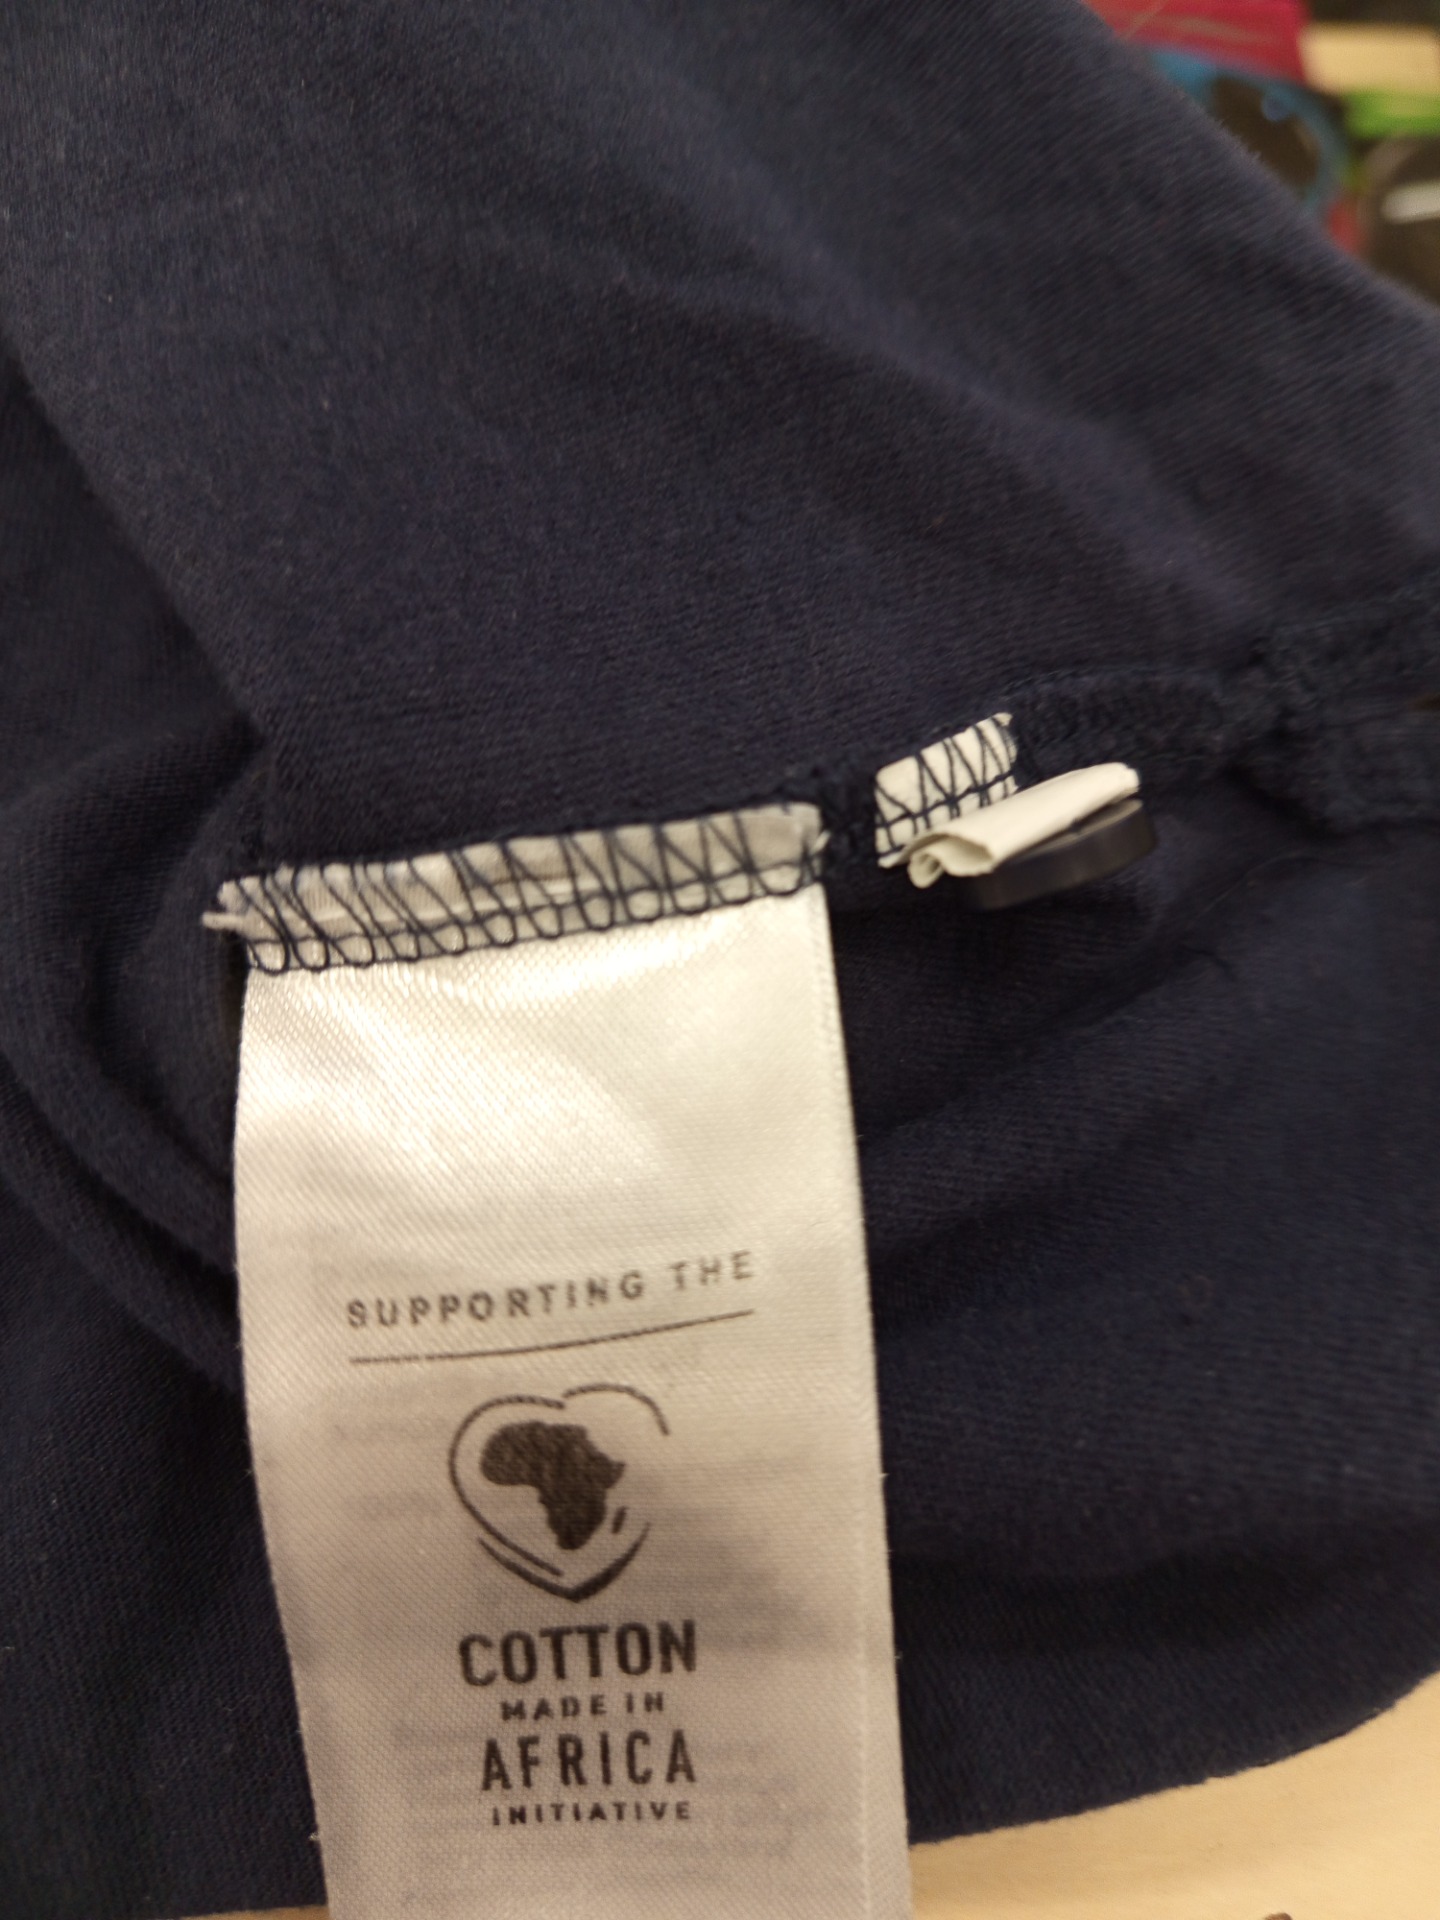 SUPPORTING THE
COTTON
MADE IN
AFRICA
INITIATIVE